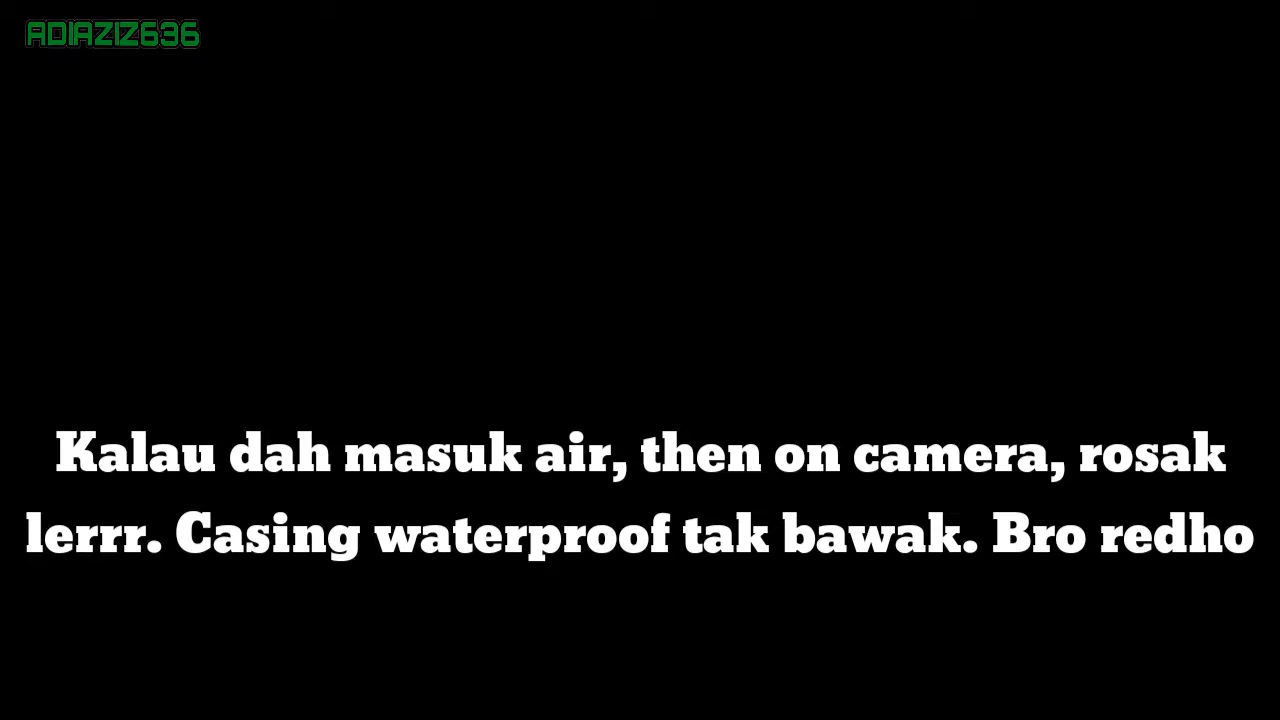 ADIAZIZ636
Kalau dah masuk air, then on camera, rosak
lerrr. Casing waterproof tak bawak. Bro redho